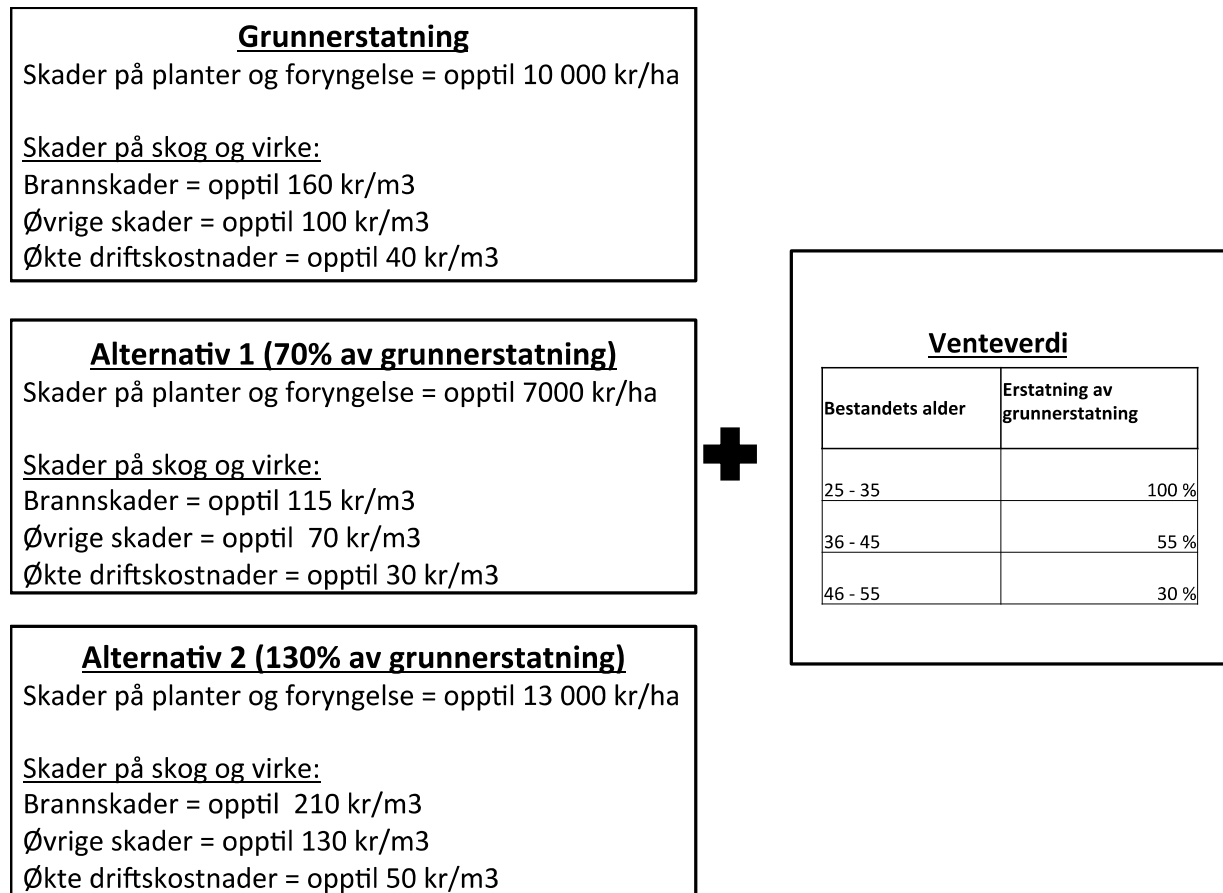 Grunnerstatning
Skader på planter og foryngelse = opptil 10 000 kr/ha
Skader på skog og virke:
Brannskader = opptil 160 kr/m3
Øvrige skader = opptil 100 kr/m3
Økte driftskostnader = opptil 40 kr/m3
Alternativ 1 (70% av grunnerstatning)
Skader på planter og foryngelse = opptil 7000 kr/ha
Skader på skog og virke:
Brannskader = opptil 115 kr/m3
Øvrige skader = opptil 70 kr/m3
Økte driftskostnader = opptil 30 kr/m3
Alternativ 2 (130% av grunnerstatning)
Skader på planter og foryngelse = opptil 13 000 kr/ha
Skader på skog og virke:
Brannskader = opptil 210 kr/m3
Øvrige skader = opptil 130 kr/m3
Økte driftskostnader = opptil 50 kr/m3
Venteverdi
Bestandets alder
Erstatning av
grunnerstatning
25 - 35 100 %
36 - 45 55 %
46 - 55 30 %